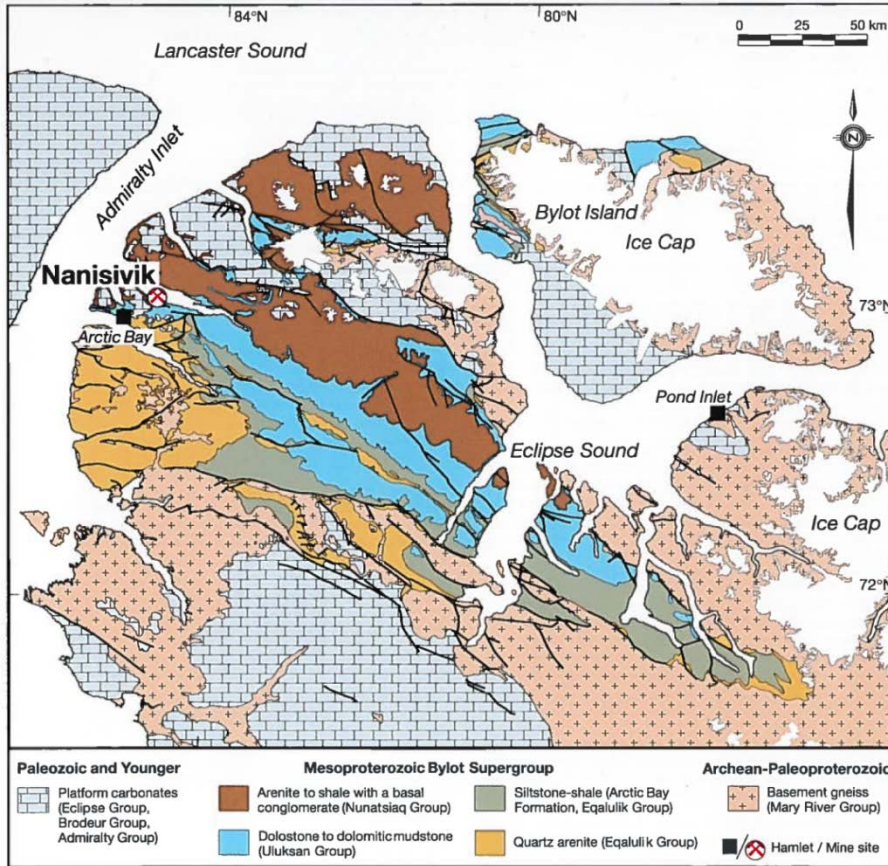 84°N
80°N
0 25 50 km
Lancaster Sound
Admiralty Inlet
N
Bylot Island
Ice Cap
Nanisivik
73°N
Arctic Bay
Pond Inlet
Eclipse Sound
Ice Cap
72°N
Paleozoic and Younger
Platform carbonates
(Eclipse Group,
Brodeur Group,
Admiralty Group)
Mesoproterozoic Bylot Supergroup
Arenite to shale with a basal
conglomerate (Nunatsiaq Group)
Dolostone to dolomitic mudstone
(Uluksan Group)
Siltstone-shale (Arctic Bay
Formation, Eqalulik Group)
Quartz arenite (Eqalulik Group)
Archean-Paleoproterozoic
Basement gneiss
(Mary River Group)
/ Hamlet / Mine site